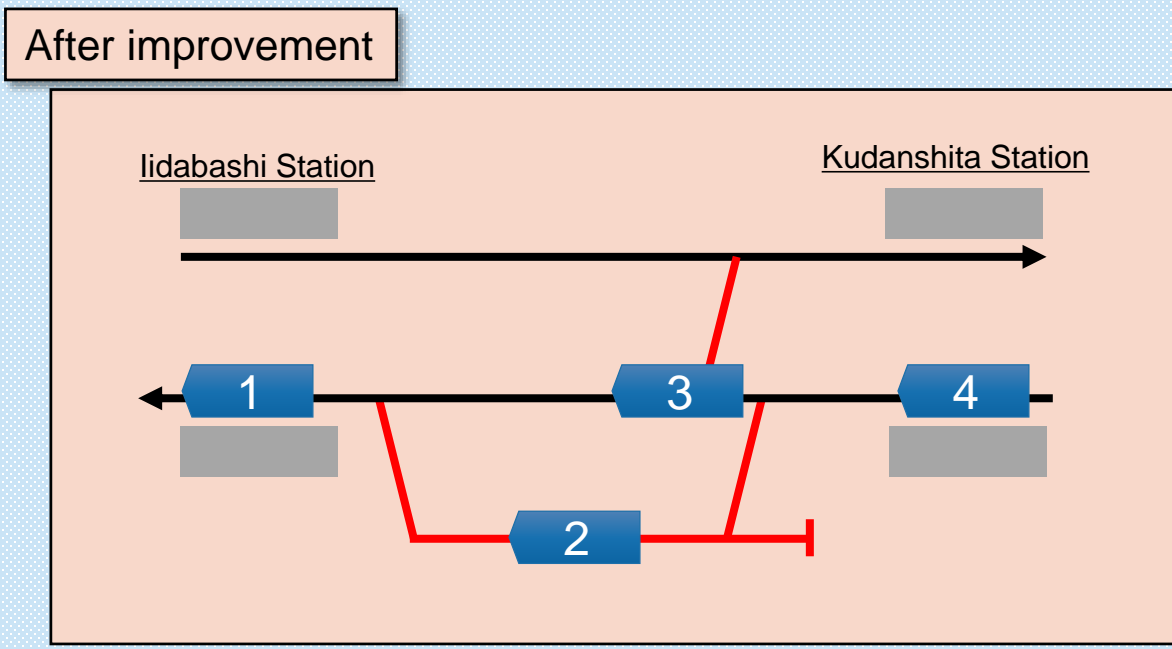 After improvement
Iidabashi Station
Kudanshita Station
1
3
4
2